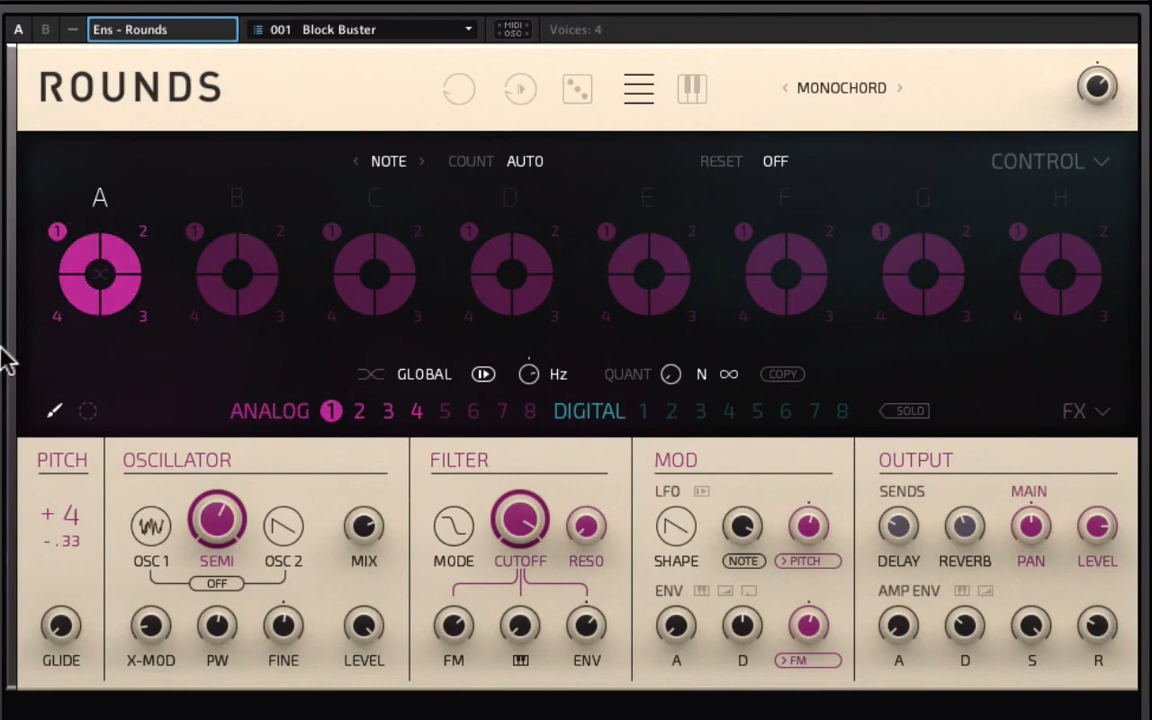 A B Ens - Rounds 001 Block Buster MIDI OSC Voices: 4
ROUNDS < MONOCHORD >
< NOTE > COUNT AUTO RESET OFF CONTROL
A B C D E F G H
1 2 1 2 1 2 1 2 1 2 1 2 1 2 1 2
4 3 4 3 4 3 4 3 4 3 4 3 4 3 4 3
GLOBAL Hz QUANT N ∞ COPY
ANALOG 1 2 3 4 5 6 7 8 DIGITAL 1 2 3 4 5 6 7 8 SOLO FX
PITCH OSCILLATOR FILTER MOD OUTPUT
LFO SENDS MAIN
+ 4
- .33
OSC 1 SEMI OSC 2 MIX MODE CUTOFF RESO SHAPE NOTE > PITCH DELAY REVERB PAN LEVEL
OFF
ENV AMP ENV
GLIDE X-MOD PW FINE LEVEL FM ENV A D > FM A D S R